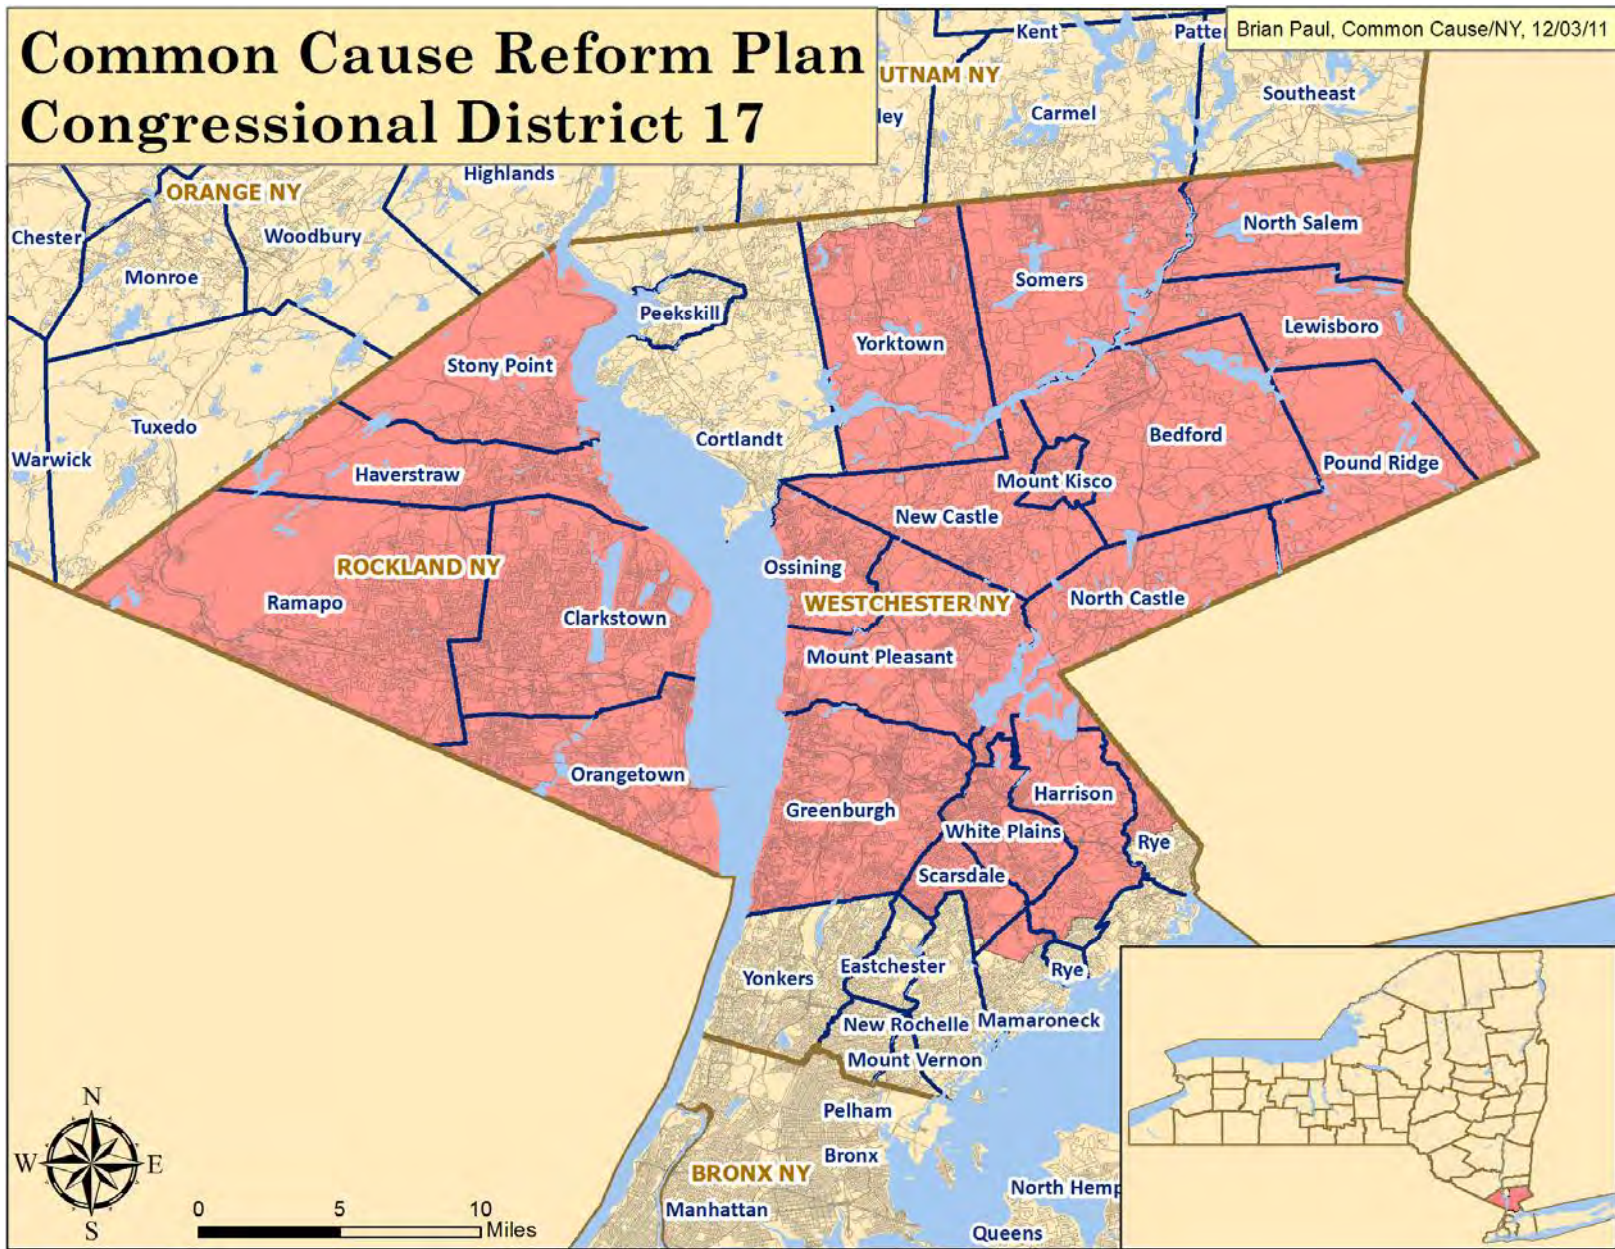 Common Cause Reform Plan
Congressional District 17
Brian Paul, Common Cause/NY, 12/03/11
Kent
Patter
UTNAM NY
ley
Carmel
Southeast
Highlands
ORANGE NY
Chester
Woodbury
Monroe
North Salem
Somers
Peekskill
Lewisboro
Yorktown
Stony Point
Tuxedo
Cortlandt
Bedford
Warwick
Haverstraw
Mount Kisco
Pound Ridge
New Castle
ROCKLAND NY
Ossining
Ramapo
WESTCHESTER NY
North Castle
Clarkstown
Mount Pleasant
Orangetown
Greenburgh
Harrison
White Plains
Rye
Scarsdale
Yonkers
Eastchester
Rye
New Rochelle
Mamaroneck
Mount Vernon
Pelham
Bronx
BRONX NY
Manhattan
North Hemp
Queens
N
W E
S
0 5 10
Miles